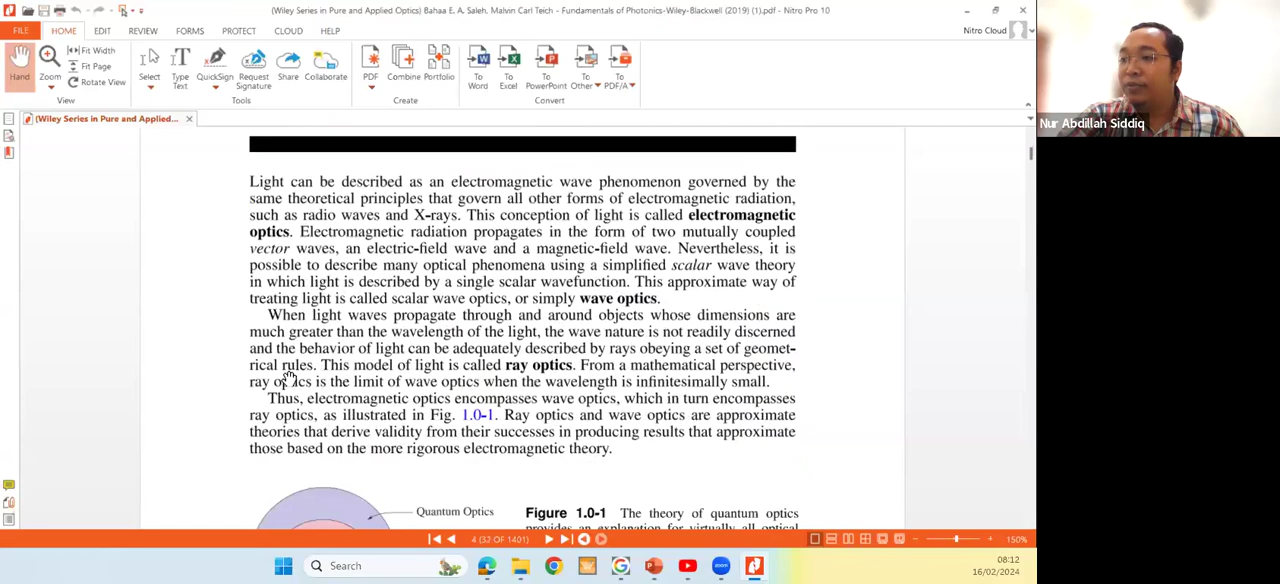 (Wiley Series in Pure and Applied Optics) Bahaa E. A. Saleh, Malvin Carl Teich - Fundamentals of Photonics-Wiley-Blackwell (2019) (1).pdf - Nitro Pro 10
FILE HOME EDIT REVIEW FORMS PROTECT CLOUD HELP
Nitro Cloud
Hand
Zoom
Fit Width
Fit Page
Rotate View
View
Select
Type Text
QuickSign
Request Signature
Share
Collaborate
Tools
PDF
Combine
Portfolio
Create
To Word
To Excel
To PowerPoint
To Other
To PDF/A
Convert
(Wiley Series in Pure and Applied...
Nur Abdillah Siddiq
Light can be described as an electromagnetic wave phenomenon governed by the
same theoretical principles that govern all other forms of electromagnetic radiation,
such as radio waves and X-rays. This conception of light is called electromagnetic
optics. Electromagnetic radiation propagates in the form of two mutually coupled
vector waves, an electric-field wave and a magnetic-field wave. Nevertheless, it is
possible to describe many optical phenomena using a simplified scalar wave theory
in which light is described by a single scalar wavefunction. This approximate way of
treating light is called scalar wave optics, or simply wave optics.
When light waves propagate through and around objects whose dimensions are
much greater than the wavelength of the light, the wave nature is not readily discerned
and the behavior of light can be adequately described by rays obeying a set of geomet-
rical rules. This model of light is called ray optics. From a mathematical perspective,
ray optics is the limit of wave optics when the wavelength is infinitesimally small.
Thus, electromagnetic optics encompasses wave optics, which in turn encompasses
ray optics, as illustrated in Fig. 1.0-1. Ray optics and wave optics are approximate
theories that derive validity from their successes in producing results that approximate
those based on the more rigorous electromagnetic theory.
Quantum Optics
Figure 1.0-1 The theory of quantum optics
provides an explanation for virtually all optical
4 (32 OF 1401)
150%
Search
08:12
16/02/2024